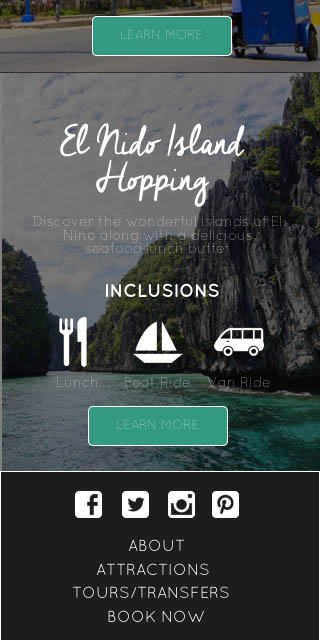 LEARN MORE
El Nido Island
Hopping
Discover the wonderful islands of El
Nino along with a delicious
seafood lunch buffet
INCLUSIONS
Lunch Boat Ride Van Ride
LEARN MORE
ABOUT
ATTRACTIONS
TOURS/TRANSFERS
BOOK NOW